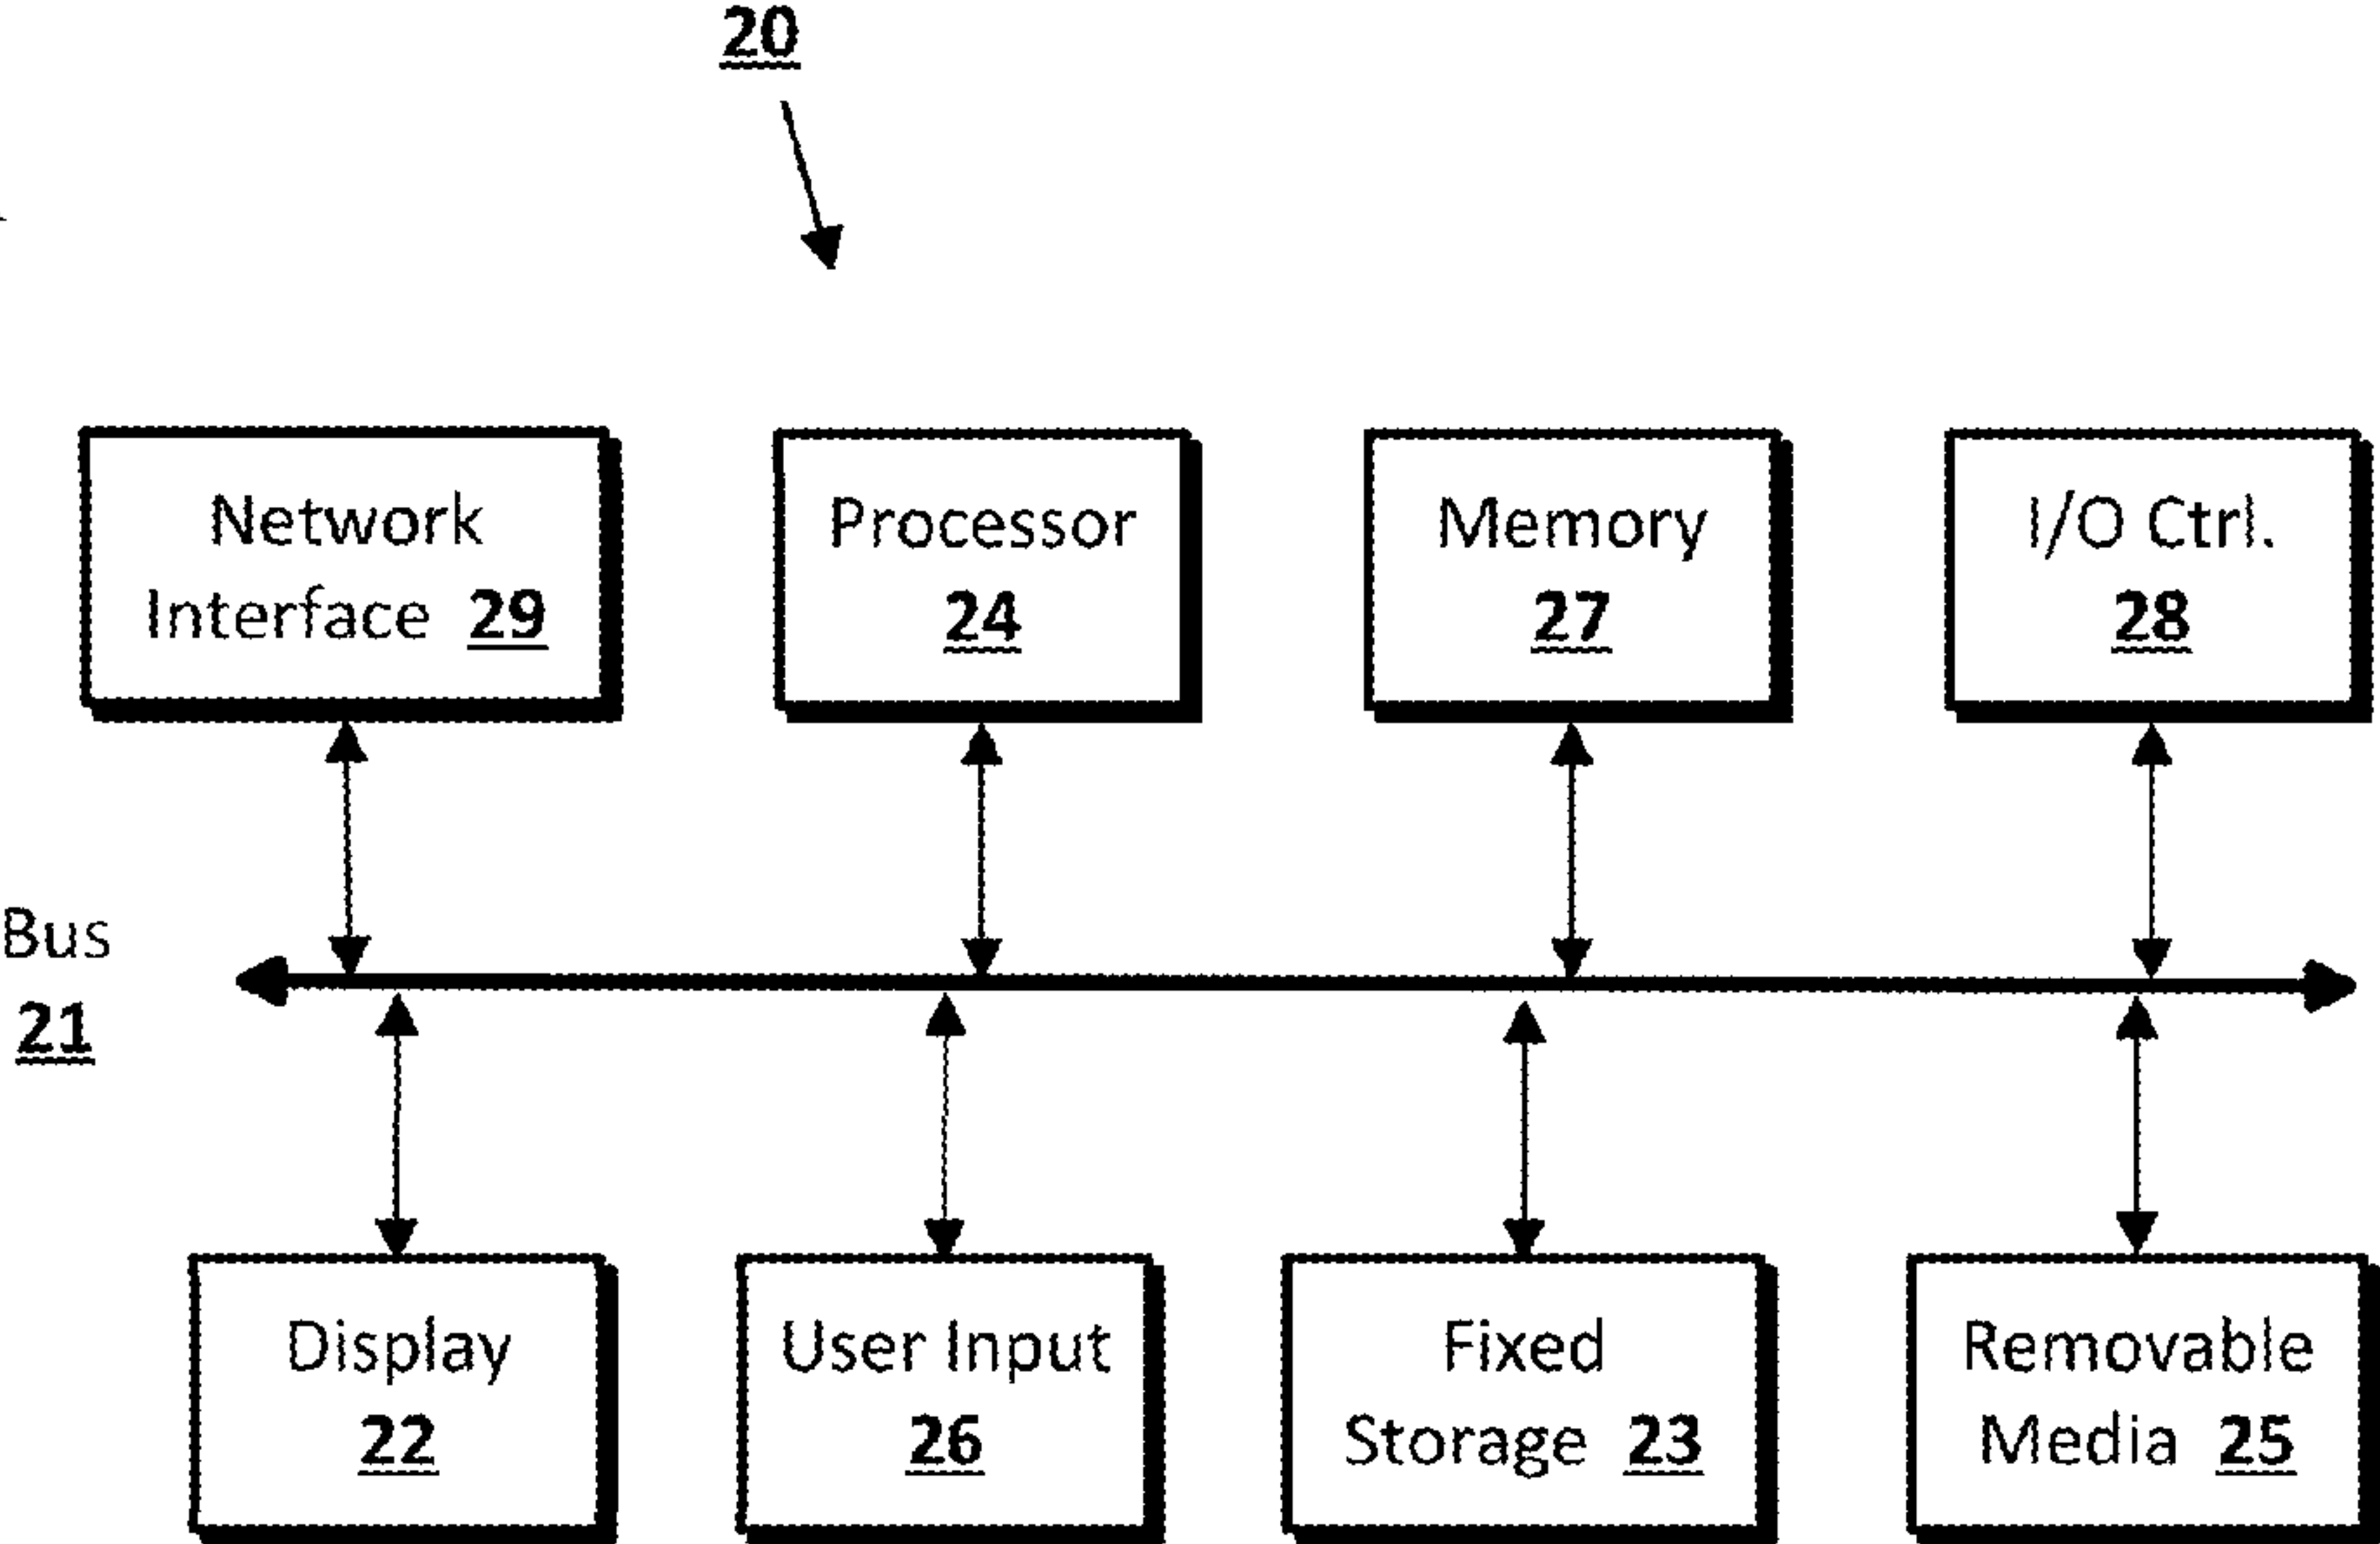 20
Network
Interface 29
Processor
24
Memory
27
I/O Ctrl.
28
Bus
21
Display
22
User Input
26
Fixed
Storage 23
Removable
Media 25